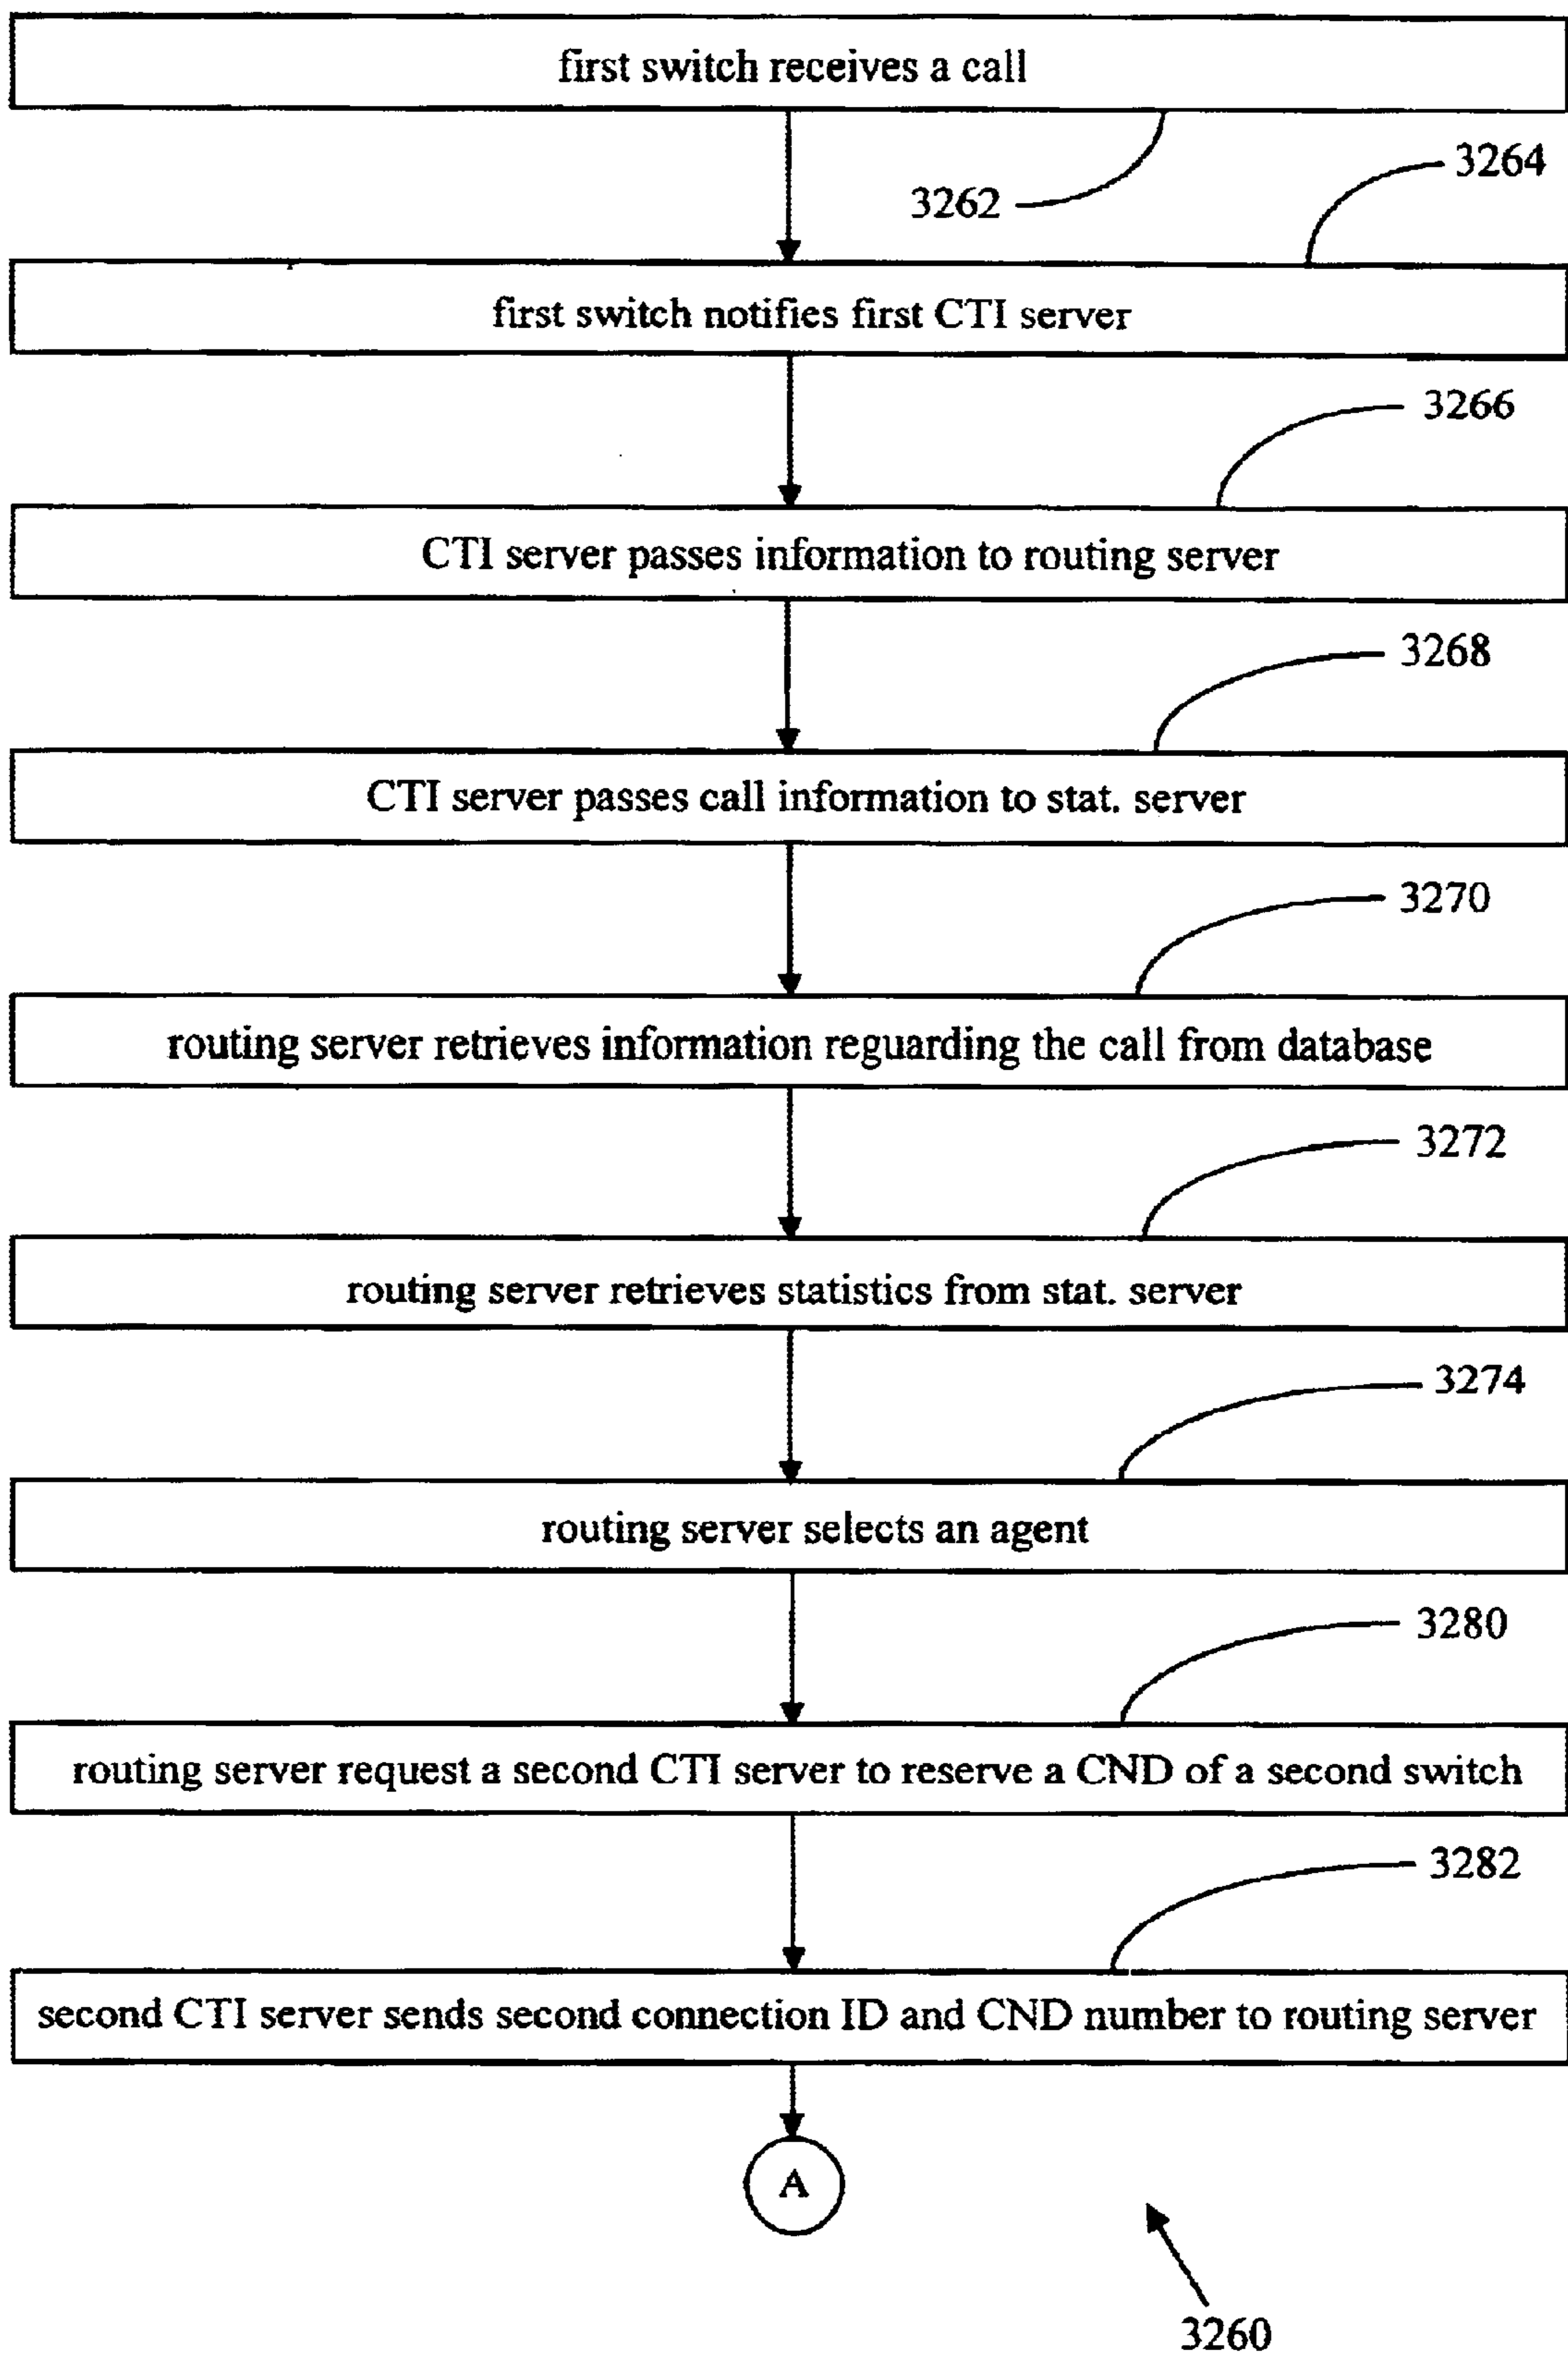 first switch receives a call
3262
3264
first switch notifies first CTI server
3266
CTI server passes information to routing server
3268
CTI server passes call information to stat. server
3270
routing server retrieves information reguarding the call from database
3272
routing server retrieves statistics from stat. server
3274
routing server selects an agent
3280
routing server request a second CTI server to reserve a CND of a second switch
3282
second CTI server sends second connection ID and CND number to routing server
A
3260